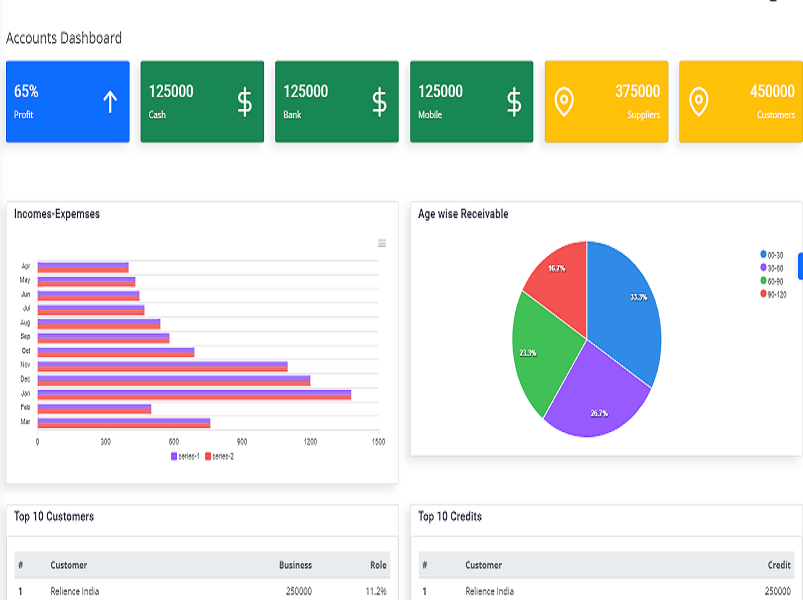 Accounts Dashboard
65%
Profit
125000
Cash
125000
Bank
125000
Mobile
375000
Suppliers
450000
Customers
Incomes-Expemses
Apr
May
Jun
Jul
Aug
Sep
Oct
Nov
Dec
Jan
Feb
Mar
0 300 600 900 1200 1500
series-1 series-2
Age wise Receivable
16.7%
33.3%
23.3%
26.7%
00-30
30-60
60-90
90-120
Top 10 Customers
# Customer Business Role
1 Relience India 250000 11.2%
Top 10 Credits
# Customer Credit
1 Relience India 250000